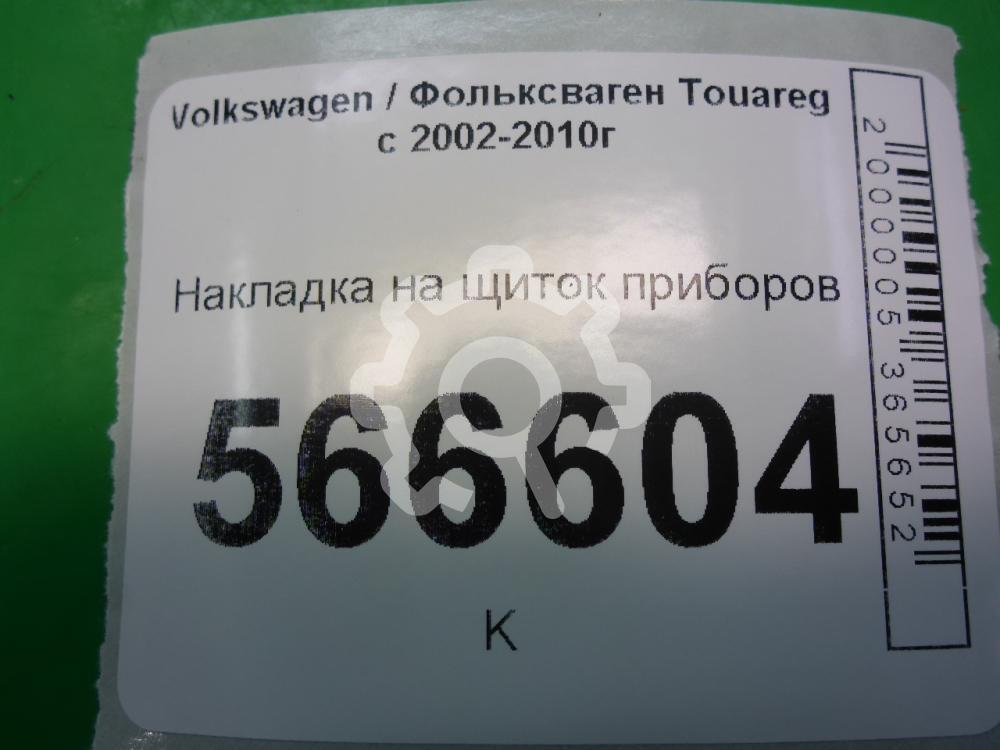 Volkswagen / Фольксваген Touareg
с 2002-2010г
Накладка на щиток приборов
566604
К
2000005365652